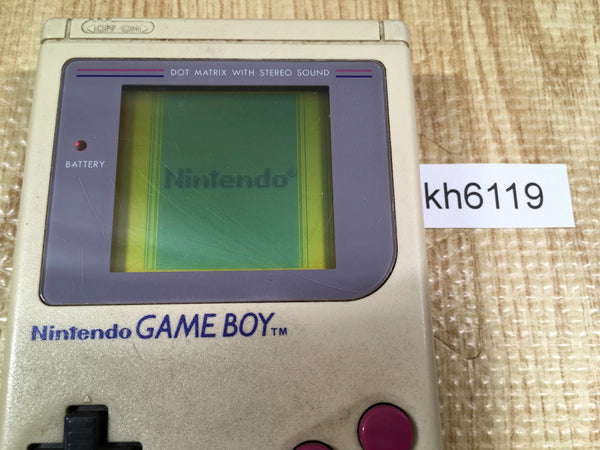 OFF ON
DOT MATRIX WITH STEREO SOUND
BATTERY
Nintendo®
kh6119
Nintendo GAME BOY™